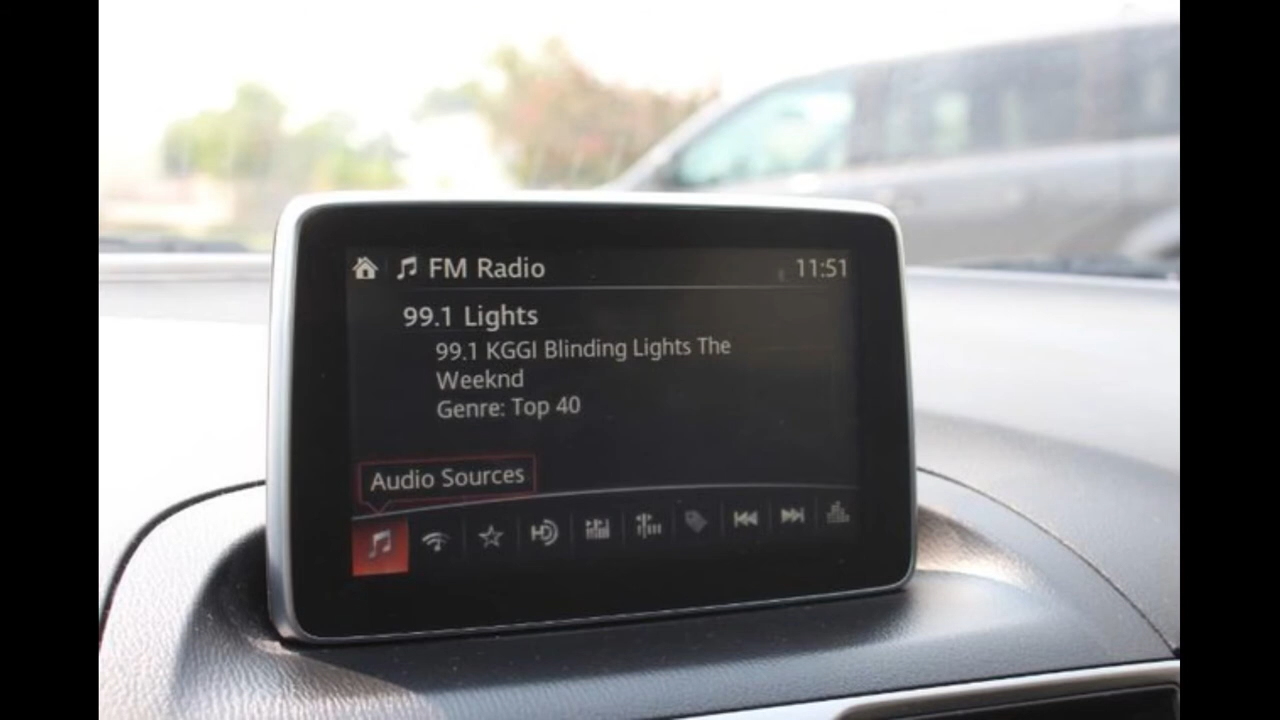 FM Radio 11:51
99.1 Lights
99.1 KGGI Blinding Lights The
Weeknd
Genre: Top 40
Audio Sources
HD